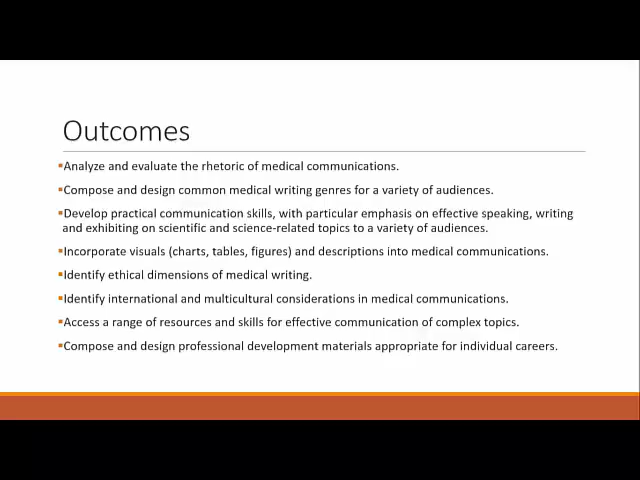 Outcomes
▪Analyze and evaluate the rhetoric of medical communications.
▪Compose and design common medical writing genres for a variety of audiences.
▪Develop practical communication skills, with particular emphasis on effective speaking, writing
and exhibiting on scientific and science-related topics to a variety of audiences.
▪Incorporate visuals (charts, tables, figures) and descriptions into medical communications.
▪Identify ethical dimensions of medical writing.
▪Identify international and multicultural considerations in medical communications.
▪Access a range of resources and skills for effective communication of complex topics.
▪Compose and design professional development materials appropriate for individual careers.